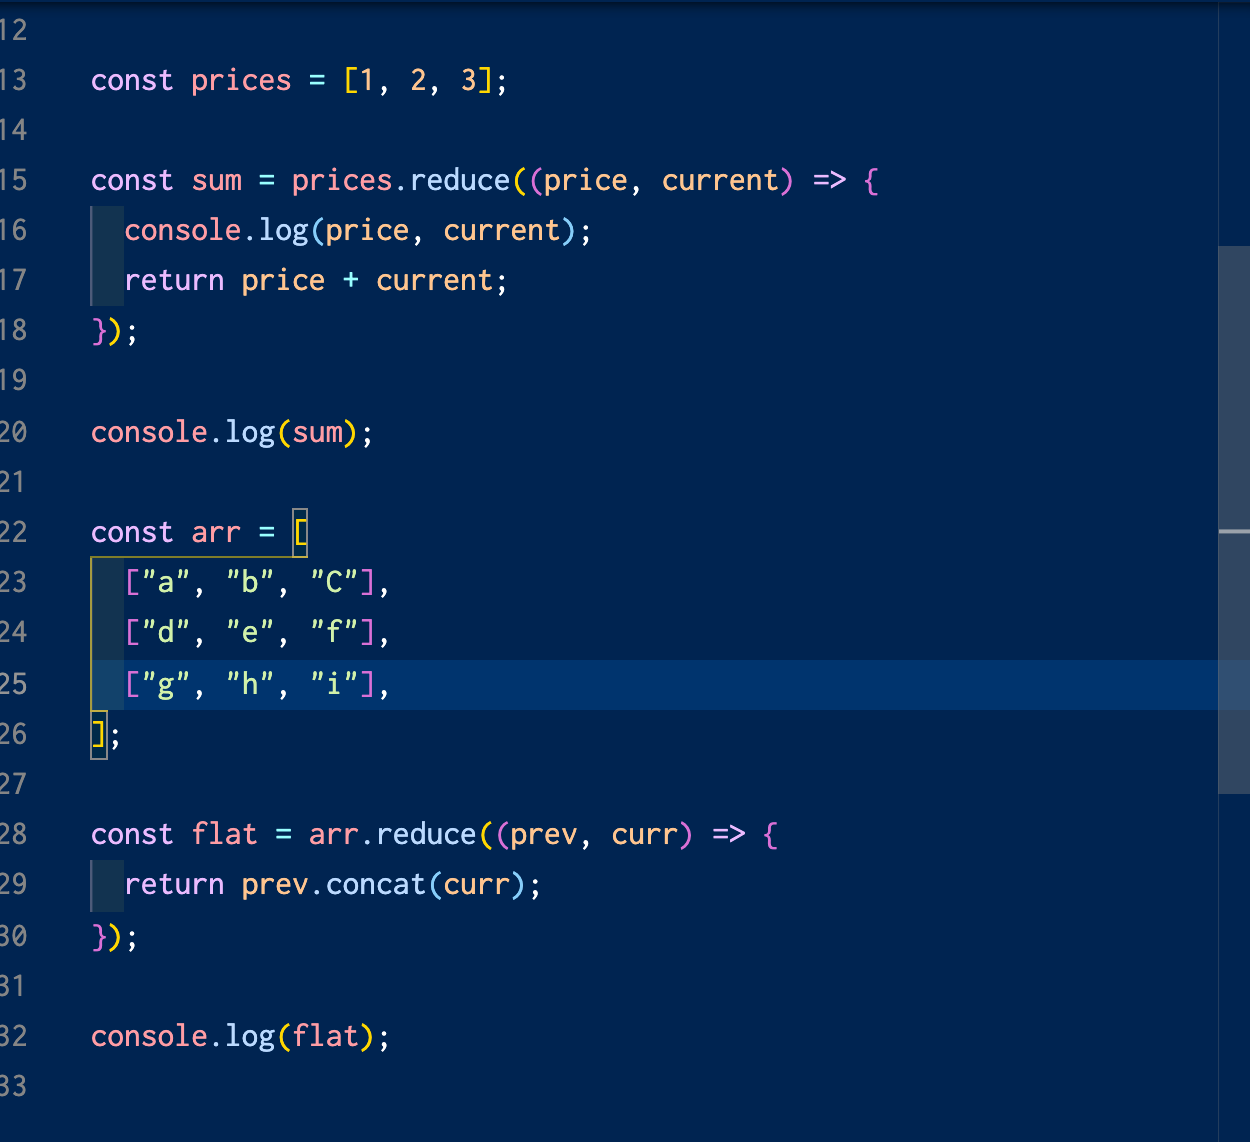 12
13 const prices = [1, 2, 3];
14
15 const sum = prices.reduce((price, current) => {
16   console.log(price, current);
17   return price + current;
18 });
19
20 console.log(sum);
21
22 const arr = [
23   ["a", "b", "C"],
24   ["d", "e", "f"],
25   ["g", "h", "i"],
26 ];
27
28 const flat = arr.reduce((prev, curr) => {
29   return prev.concat(curr);
30 });
31
32 console.log(flat);
33